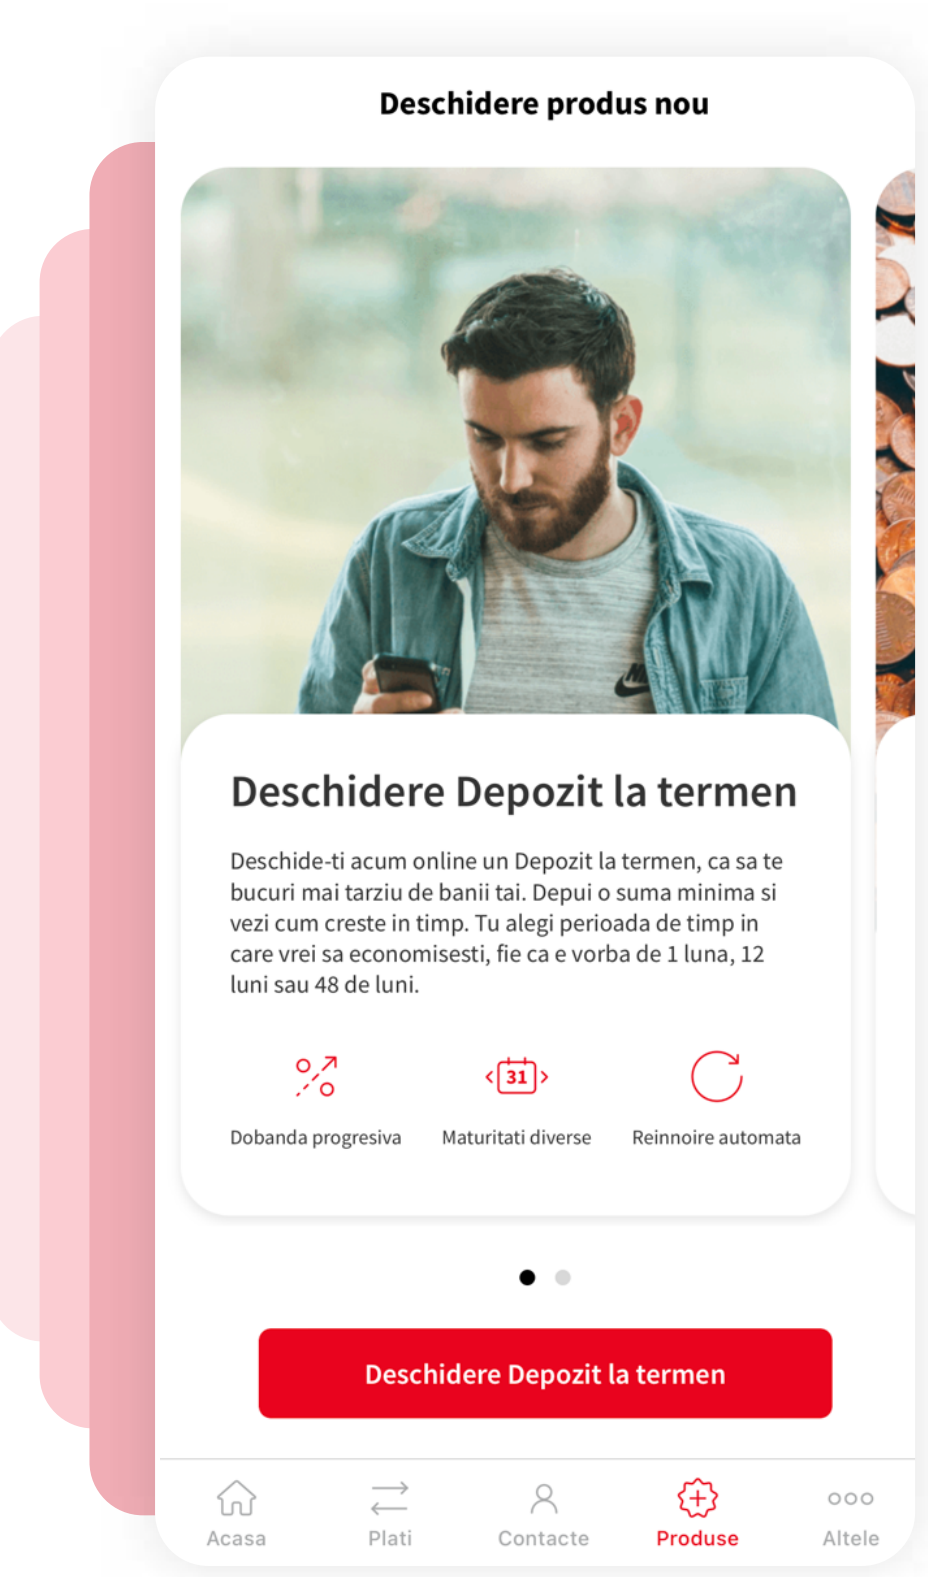 Deschidere produs nou
Deschidere Depozit la termen
Deschide-ti acum online un Depozit la termen, ca sa te
bucuri mai tarziu de banii tai. Depui o suma minima si
vezi cum creste in timp. Tu alegi perioada de timp in
care vrei sa economisesti, fie ca e vorba de 1 luna, 12
luni sau 48 de luni.
31
Dobanda progresiva Maturitati diverse Reinnoire automata
Deschidere Depozit la termen
Acasa Plati Contacte Produse Altele